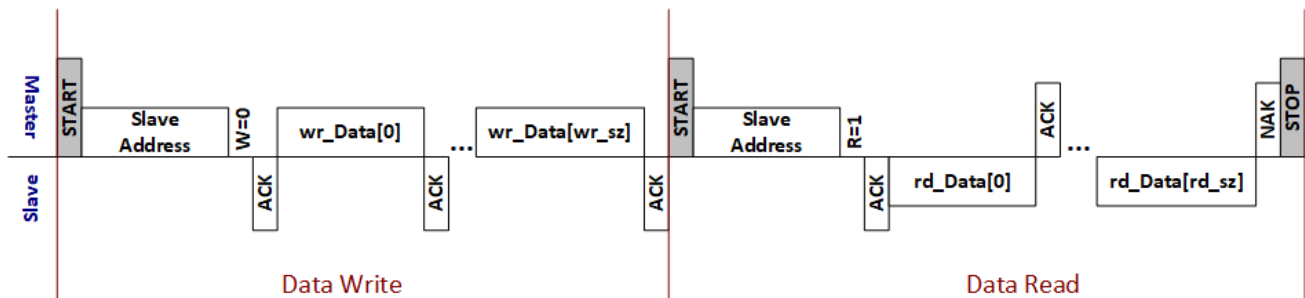 Master
START
Slave
Address
W=0
ACK
wr_Data[0]
ACK
...
wr_Data[wr_sz]
ACK
START
Slave
Address
R=1
ACK
rd_Data[0]
ACK
...
rd_Data[rd_sz]
NAK
STOP
Slave
Data Write
Data Read